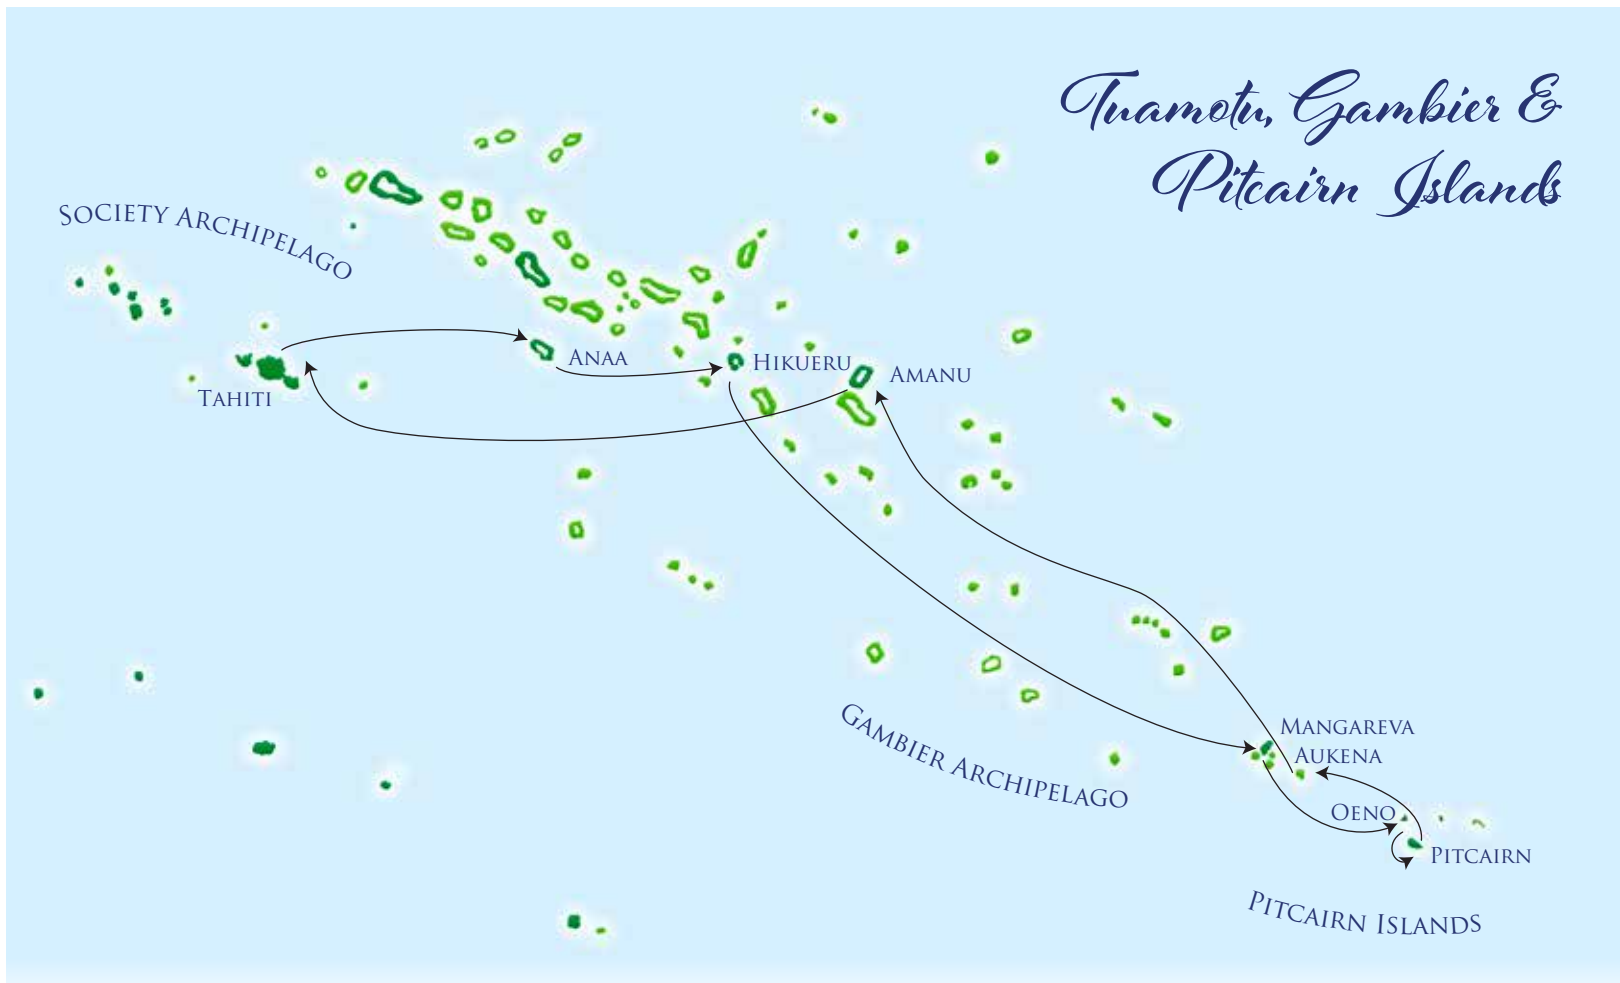 Tuamotu, Gambier &
Pitcairn Islands
Society Archipelago
Tahiti
Anaa
Hikueru
Amanu
Mangareva
Aukena
Gambier Archipelago
Oeno
Pitcairn
Pitcairn Islands